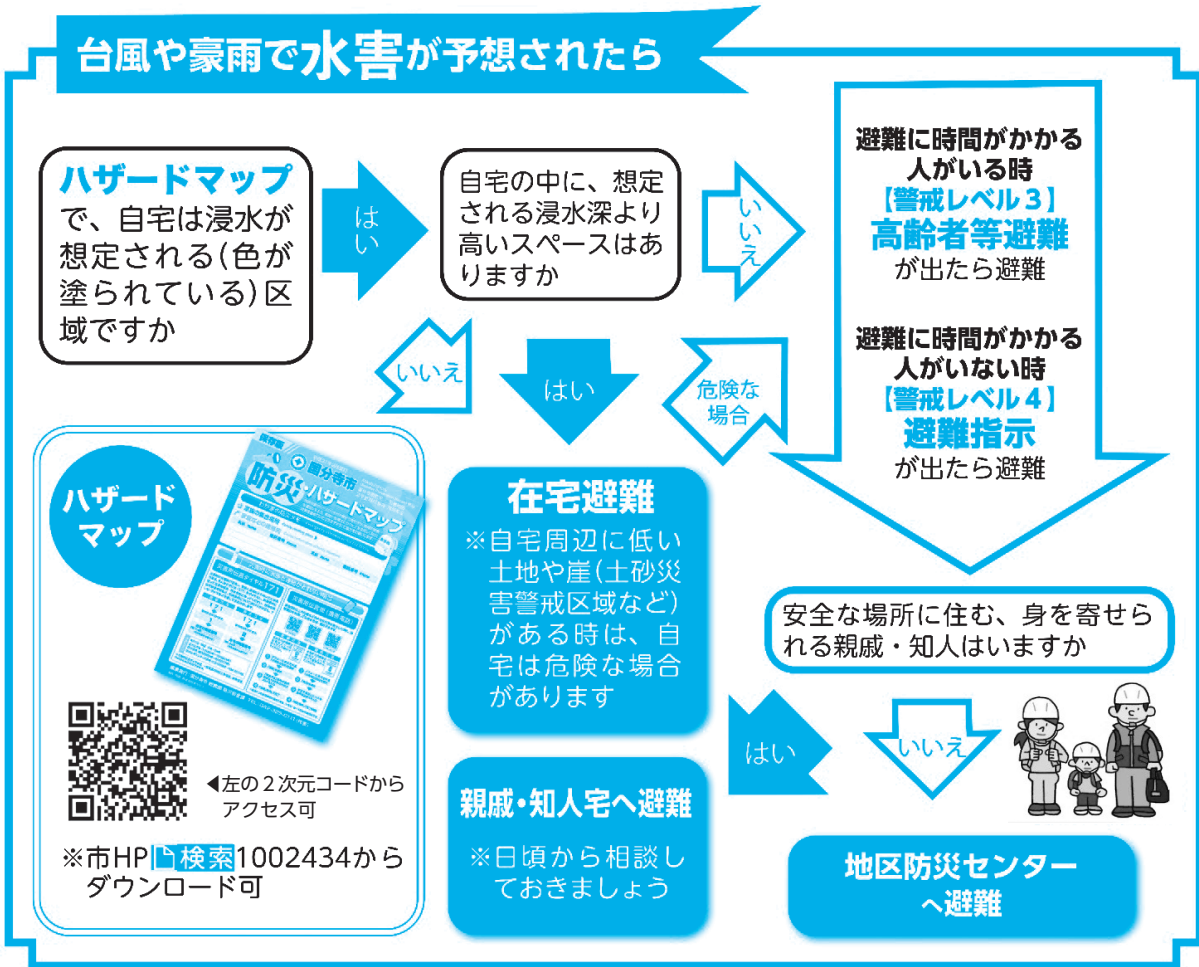 台風や豪雨で水害が予想されたら
ハザードマップ
で、自宅は浸水が
想定される(色が
塗られている)区
域ですか
はい
自宅の中に、想定
される浸水深より
高いスペースはあ
りますか
いいえ
避難に時間がかかる
人がいる時
【警戒レベル3】
高齢者等避難
が出たら避難
避難に時間がかかる
人がいない時
【警戒レベル4】
避難指示
が出たら避難
いいえ
はい
危険な
場合
ハザード
マップ
保存版
国分寺市
防災
ハザードマップ
災害用伝言ダイヤル171
◀左の2次元コードから
アクセス可
※市HP検索1002434から
ダウンロード可
在宅避難
※自宅周辺に低い
土地や崖(土砂災
害警戒区域など)
がある時は、自
宅は危険な場合
があります
安全な場所に住む、身を寄せら
れる親戚・知人はいますか
はい
いいえ
親戚・知人宅へ避難
※日頃から相談し
ておきましょう
地区防災センター
へ避難